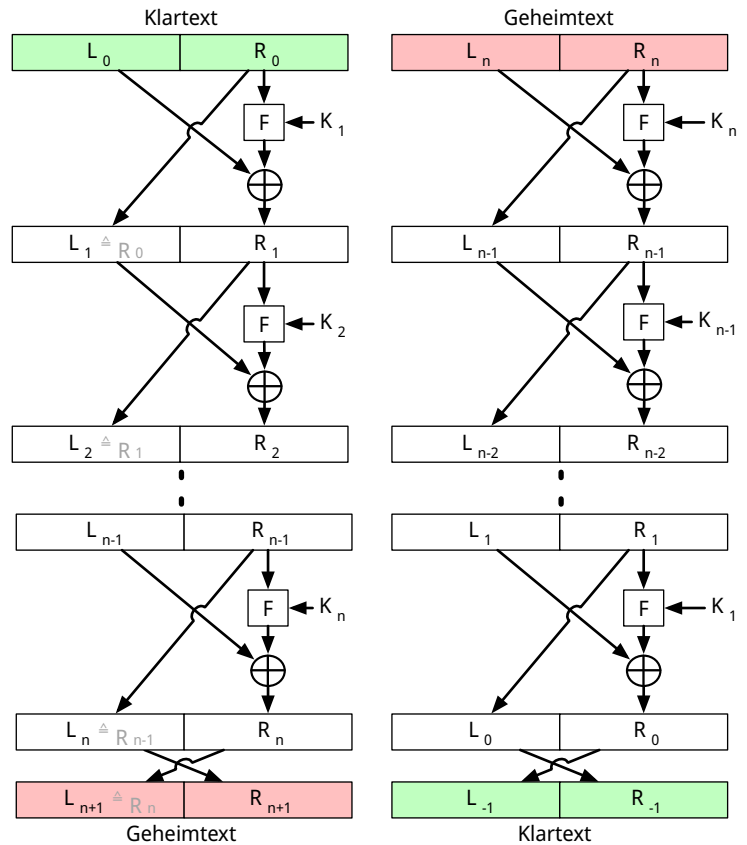 Klartext
L 0 R 0
F K 1
L 1 ≙ R 0 R 1
F K 2
L 2 ≙ R 1 R 2
L n-1 R n-1
F K n
L n ≙ R n-1 R n
L n+1 ≙ R n R n+1
Geheimtext
Geheimtext
L n R n
F K n
L n-1 R n-1
F K n-1
L n-2 R n-2
L 1 R 1
F K 1
L 0 R 0
L -1 R -1
Klartext